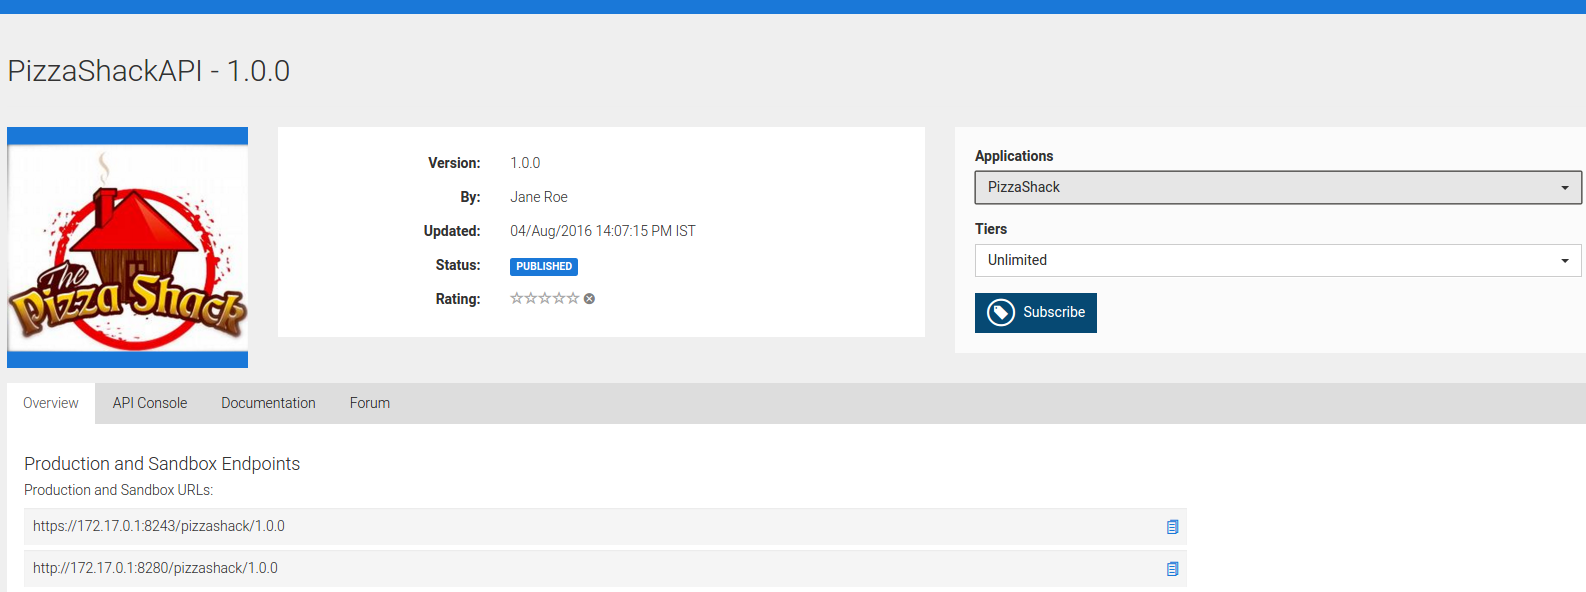 PizzaShackAPI - 1.0.0
The
Pizza Shack
Version: 1.0.0
By: Jane Roe
Updated: 04/Aug/2016 14:07:15 PM IST
Status: PUBLISHED
Rating:
Applications
PizzaShack
Tiers
Unlimited
Subscribe
Overview API Console Documentation Forum
Production and Sandbox Endpoints
Production and Sandbox URLs:
https://172.17.0.1:8243/pizzashack/1.0.0
http://172.17.0.1:8280/pizzashack/1.0.0